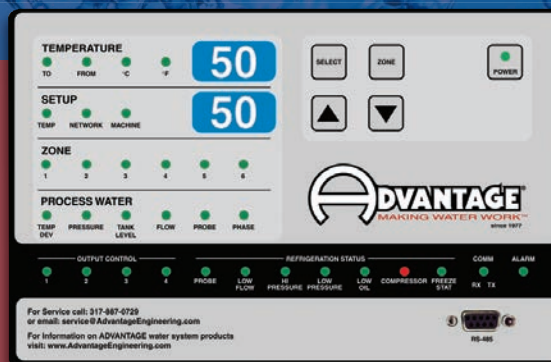 TEMPERATURE
TO FROM °C °F
50
SETUP
TEMP NETWORK MACHINE
50
ZONE
1 2 3 4 5 6
PROCESS WATER
TEMP DEV PRESSURE TANK LEVEL FLOW PROBE PHASE
SELECT ZONE POWER
ADVANTAGE®
MAKING WATER WORK™
since 1977
OUTPUT CONTROL REFRIGERATION STATUS COMM ALARM
1 2 3 4 PROBE LOW FLOW HI PRESSURE LOW PRESSURE LOW OIL COMPRESSOR FREEZE STAT RX TX
For Service call: 317-887-0729
or email: service@AdvantageEngineering.com
For Information on ADVANTAGE water system products
visit: www.AdvantageEngineering.com
RS-485